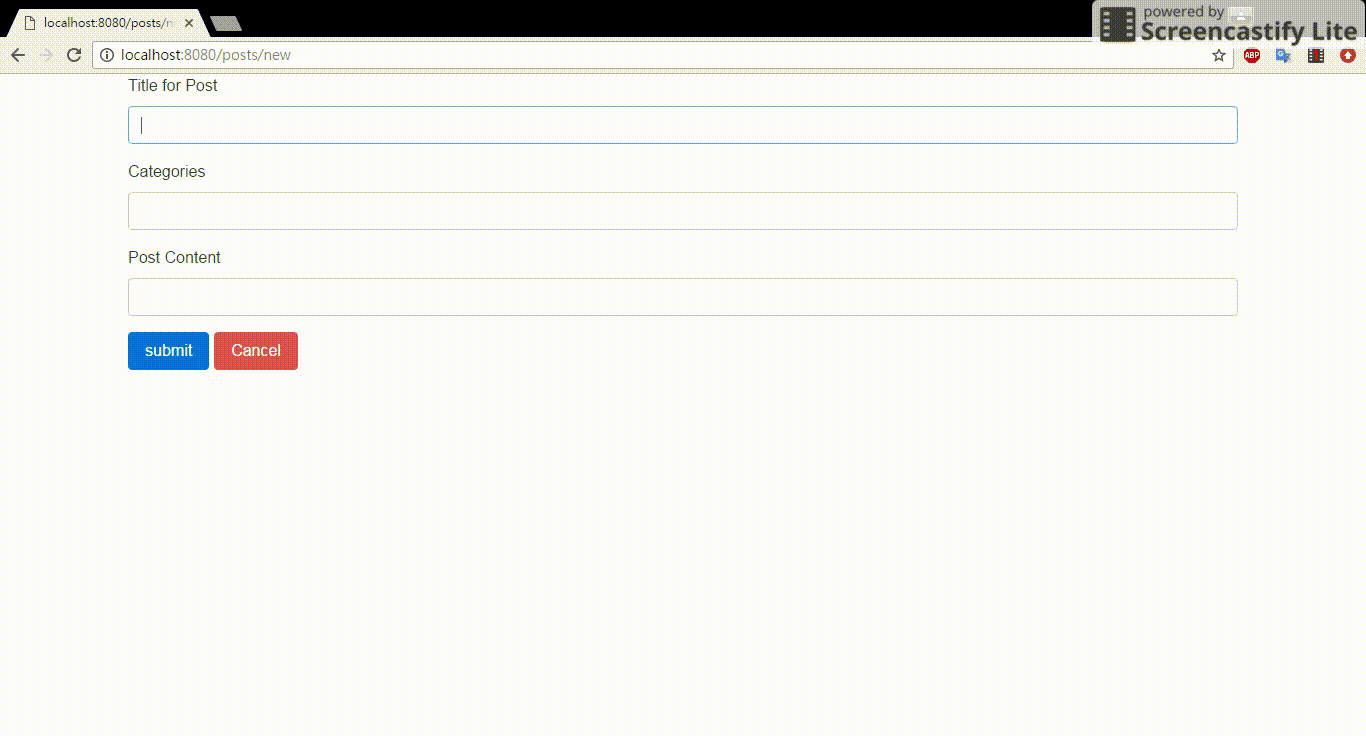 localhost:8080/posts/n
powered by
Screencastify Lite
localhost:8080/posts/new
ABP
G
Title for Post
Categories
Post Content
submit Cancel